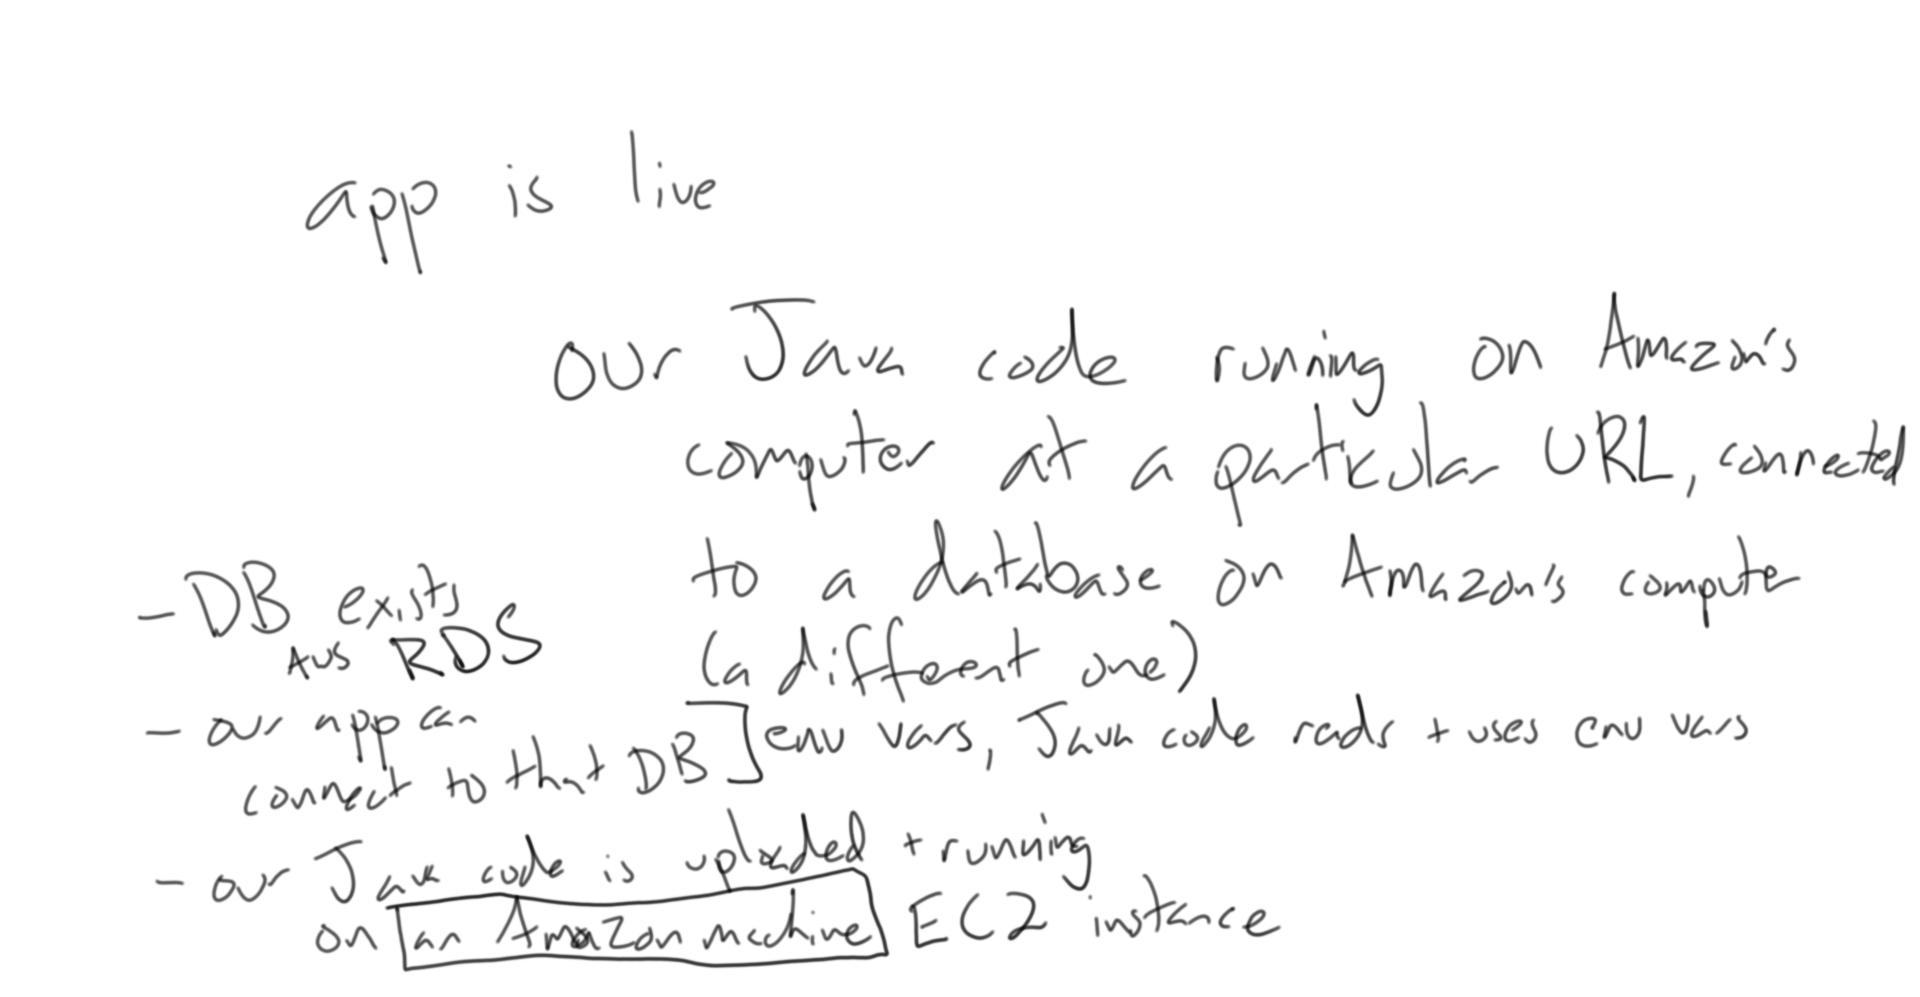 app is live
our Java code running on Amazon's
computer at a particular URL, connected
to a database on Amazon's computer
(a different one)
- DB exists
AWS RDS
- our app can
connect to that DB ] env vars, Java code reads + uses env vars
- our Java code is uploaded + running
on an Amazon machine EC2 instance